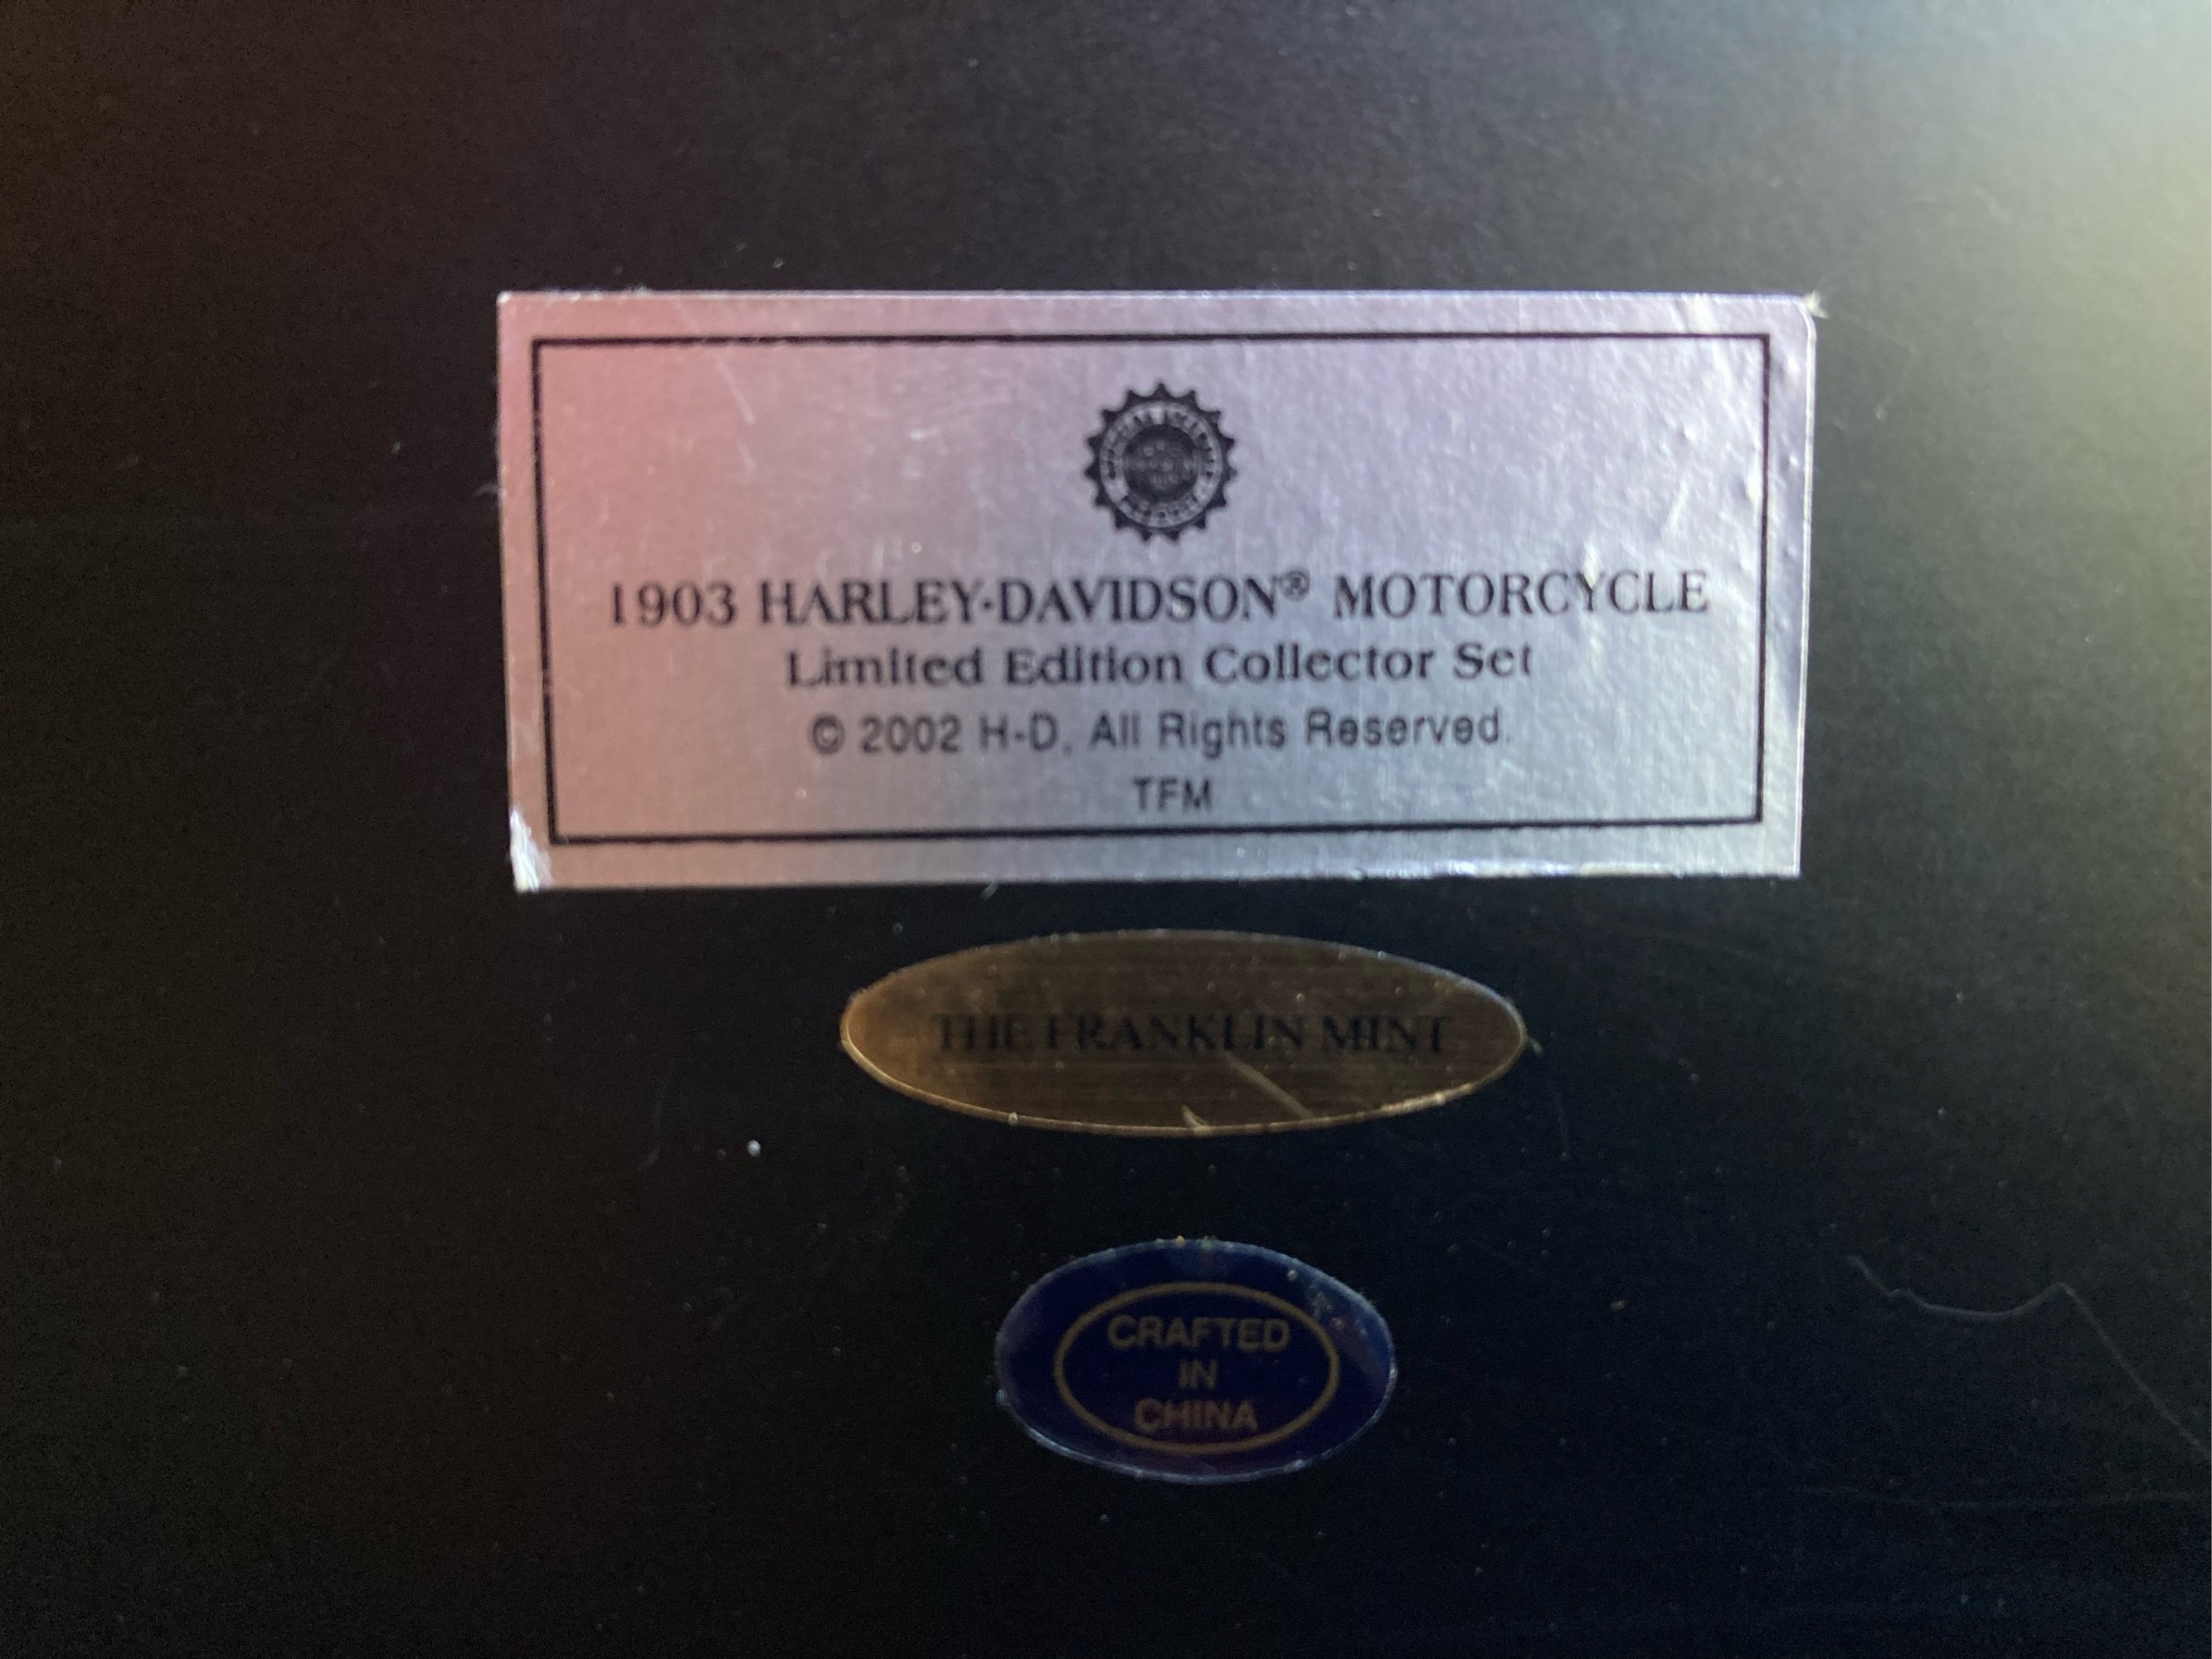 1903 HARLEY-DAVIDSON® MOTORCYCLE
Limited Edition Collector Set
© 2002 H-D, All Rights Reserved.
TFM
THE FRANKLIN MINT
CRAFTED
IN
CHINA